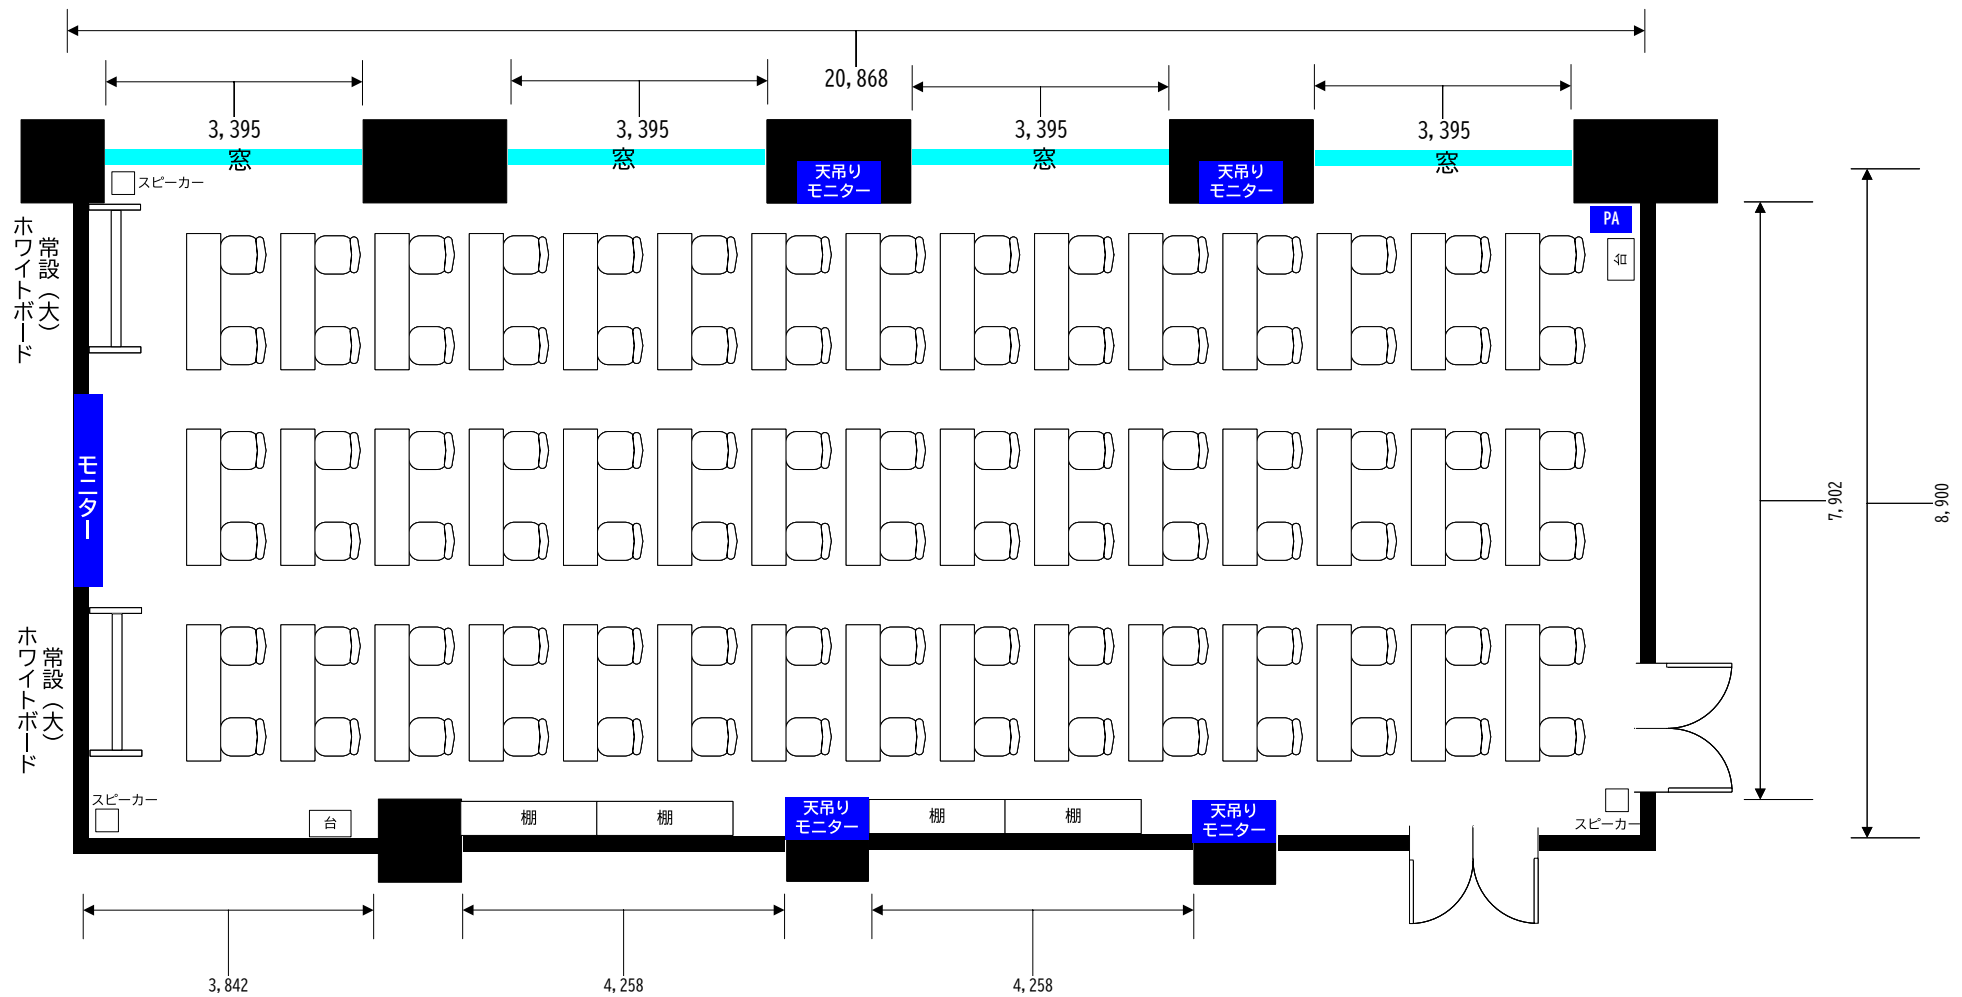 20,868
3,395
3,395
3,395
3,395
窓
窓
窓
窓
スピーカー
天吊り
モニター
天吊り
モニター
PA
台
常設（大）
ホワイトボード
モニター
7,902
8,900
常設（大）
ホワイトボード
スピーカー
台
棚
棚
天吊り
モニター
棚
棚
天吊り
モニター
スピーカー
3,842
4,258
4,258